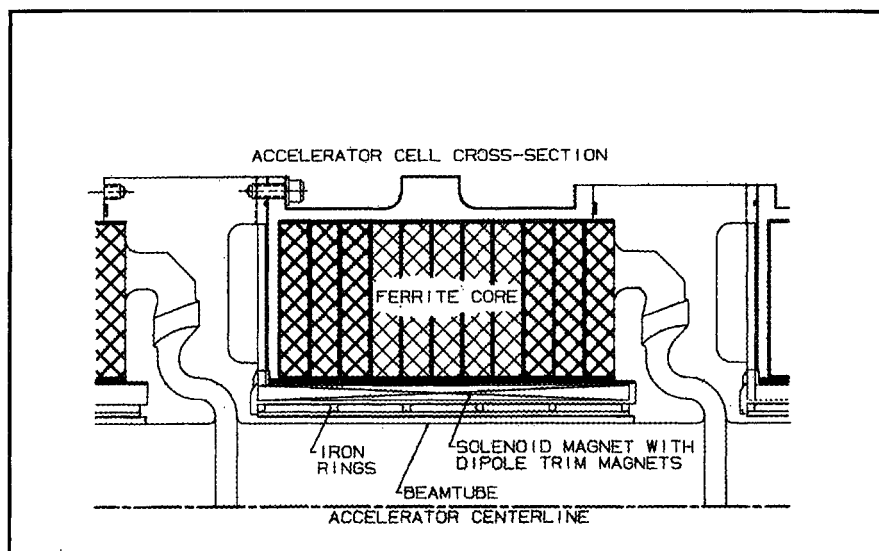 ACCELERATOR CELL CROSS-SECTION
FERRITE CORE
IRON
RINGS
SOLENOID MAGNET WITH
DIPOLE TRIM MAGNETS
BEAMTUBE
ACCELERATOR CENTERLINE